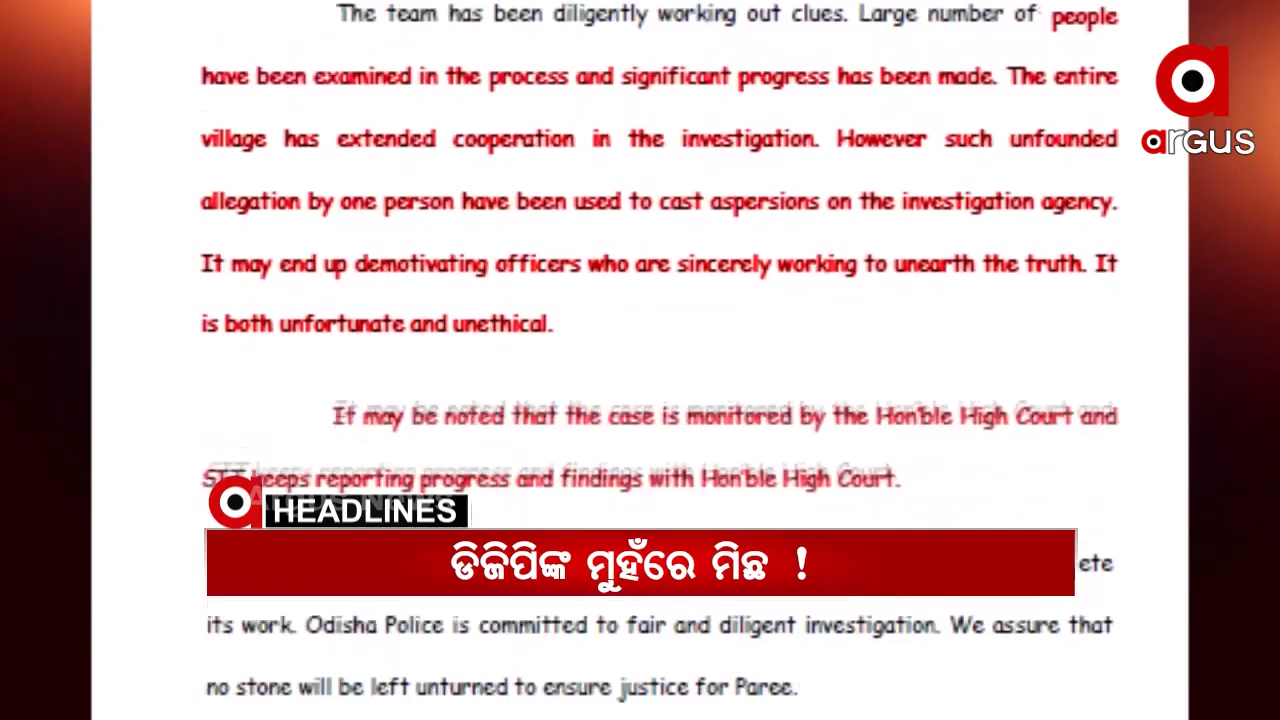 The team has been diligently working out clues. Large number of people
have been examined in the process and significant progress has been made. The entire
village has extended cooperation in the investigation. However such unfounded
allegation by one person have been used to cast aspersions on the investigation agency.
It may end up demotivating officers who are sincerely working to unearth the truth. It
is both unfortunate and unethical.
It may be noted that the case is monitored by the Hon'ble High Court and
SIT keeps reporting progress and findings with Hon'ble High Court.
argus
HEADLINES
ଡିଜିପିଙ୍କ ମୁହଁରେ ମିଛ !
ete
its work. Odisha Police is committed to fair and diligent investigation. We assure that
no stone will be left unturned to ensure justice for Paree.